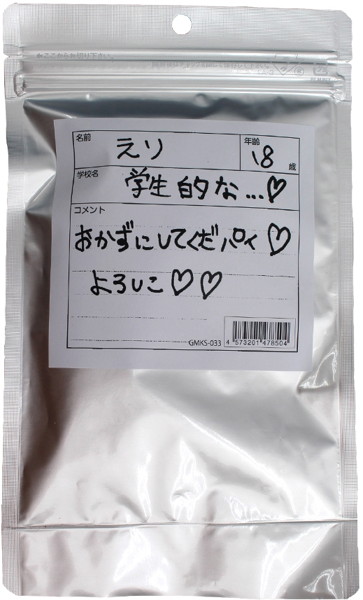 名前 えり 年齢 18 歳
学校名 学生的な...♡
コメント
おかずにしてくだパイ♡
よろしこ♡♡
GMKS-033
4 573201 478504